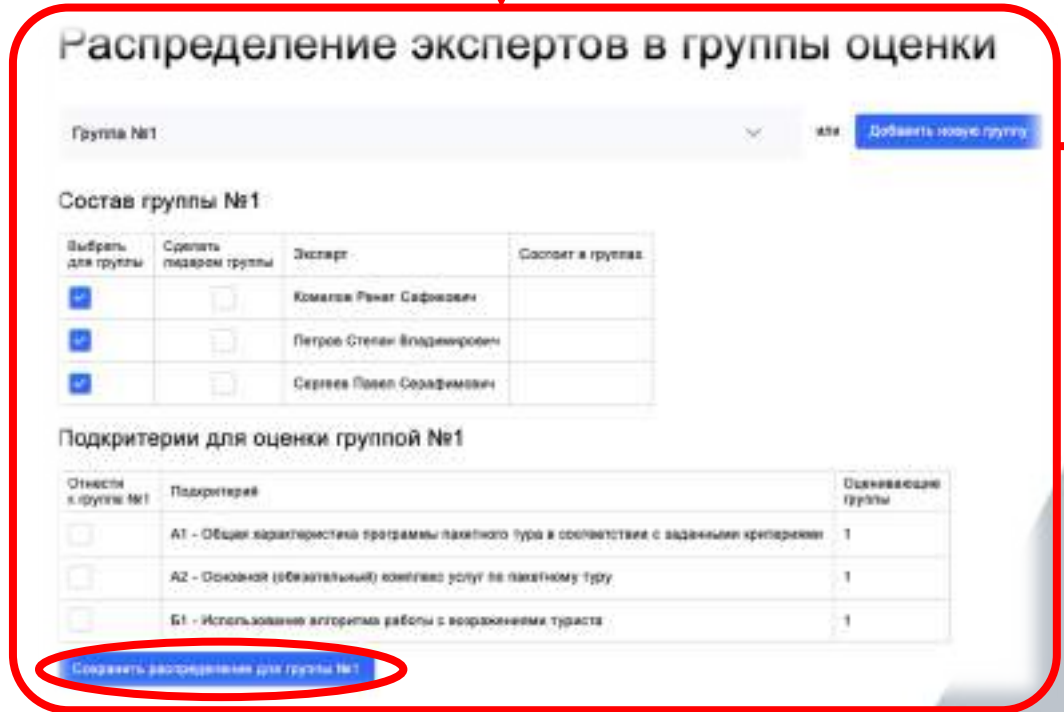 Распределение экспертов в группы оценки
Группа №1
или
Добавить новую группу
Состав группы №1
Выбрать
для группы
Сделать
лидером группы
Эксперт
Состоит в группах
Ренат
Петров Степан Владимирович
Сергеев Павел Серафимович
Подкритерии для оценки группой №1
Отнести
к группе №1
Подкритерий
Оценивающие
группы
А1 - Общая характеристика программы пакетного тура в соответствии с заданными критериями
1
А2 - Основной (обязательный) комплекс услуг по пакетному туру
1
Б1 - Использование алгоритма работы с возражениями туриста
1
Сохранить распределение для группы №1